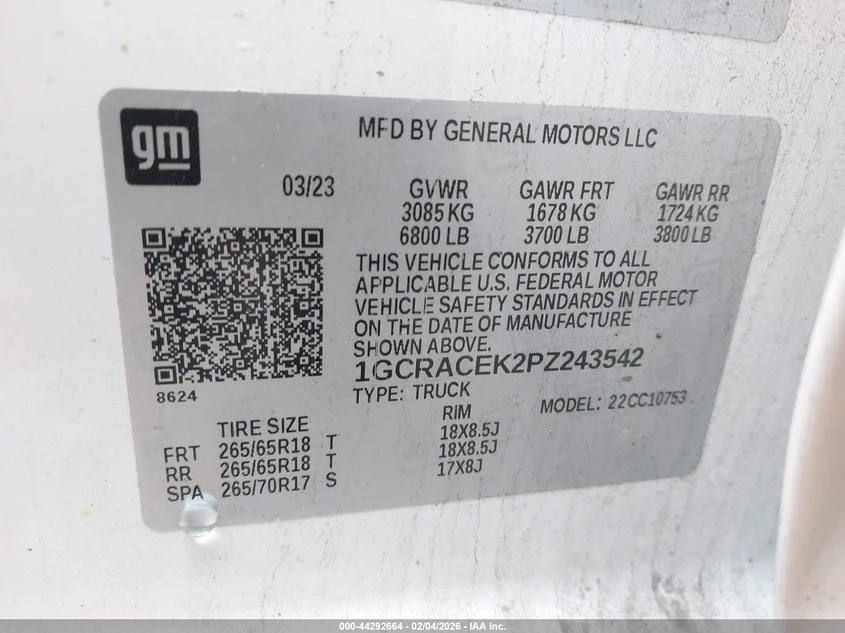 gm
MFD BY GENERAL MOTORS LLC
03/23
GVWR GAWR FRT GAWR RR
3085 KG 1678 KG 1724 KG
6800 LB 3700 LB 3800 LB
THIS VEHICLE CONFORMS TO ALL
APPLICABLE U.S. FEDERAL MOTOR
VEHICLE SAFETY STANDARDS IN EFFECT
ON THE DATE OF MANUFACTURE
SHOWN ABOVE.
1GCRACEK2PZ243542
8624
TYPE: TRUCK MODEL: 22CC10753
TIRE SIZE RIM
FRT 265/65R18 T 18X8.5J
RR 265/65R18 T 18X8.5J
SPA 265/70R17 S 17X8J
000-44292664 - 02/04/2026 - IAA Inc.